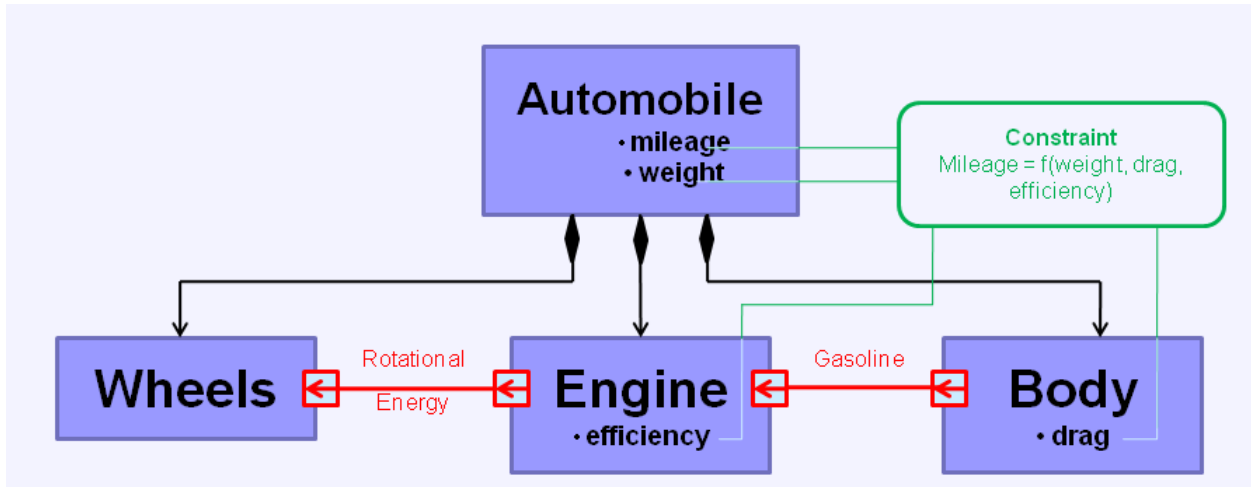 Automobile
• mileage
• weight
Constraint
Mileage = f(weight, drag,
efficiency)
Wheels
Rotational
Energy
Engine
• efficiency
Gasoline
Body
• drag